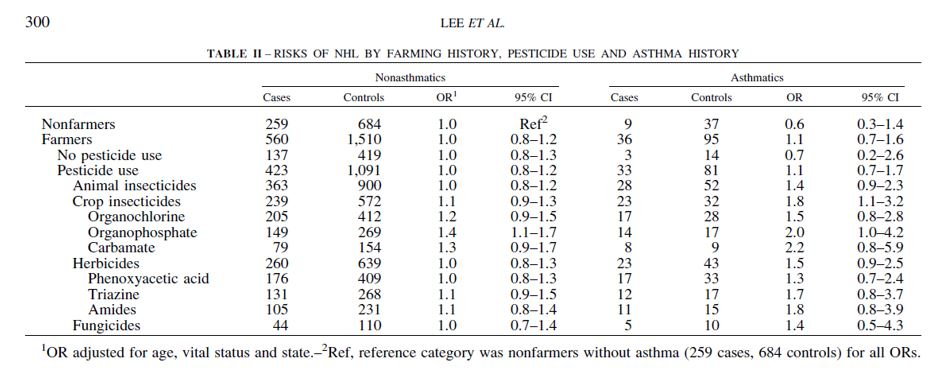 300
LEE ET AL.
TABLE II – RISKS OF NHL BY FARMING HISTORY, PESTICIDE USE AND ASTHMA HISTORY
Nonasthmatics Asthmatics
Cases Controls OR¹ 95% CI Cases Controls OR 95% CI
Nonfarmers 259 684 1.0 Ref² 9 37 0.6 0.3–1.4
Farmers 560 1,510 1.0 0.8–1.2 36 95 1.1 0.7–1.6
No pesticide use 137 419 1.0 0.8–1.3 3 14 0.7 0.2–2.6
Pesticide use 423 1,091 1.0 0.8–1.2 33 81 1.1 0.7–1.7
Animal insecticides 363 900 1.0 0.8–1.2 28 52 1.4 0.9–2.3
Crop insecticides 239 572 1.1 0.9–1.3 23 32 1.8 1.1–3.2
Organochlorine 205 412 1.2 0.9–1.5 17 28 1.5 0.8–2.8
Organophosphate 149 269 1.4 1.1–1.7 14 17 2.0 1.0–4.2
Carbamate 79 154 1.3 0.9–1.7 8 9 2.2 0.8–5.9
Herbicides 260 639 1.0 0.8–1.3 23 43 1.5 0.9–2.5
Phenoxyacetic acid 176 409 1.0 0.8–1.3 17 33 1.3 0.7–2.4
Triazine 131 268 1.1 0.9–1.5 12 17 1.7 0.8–3.7
Amides 105 231 1.1 0.8–1.4 11 15 1.8 0.8–3.9
Fungicides 44 110 1.0 0.7–1.4 5 10 1.4 0.5–4.3
¹OR adjusted for age, vital status and state.–²Ref, reference category was nonfarmers without asthma (259 cases, 684 controls) for all ORs.